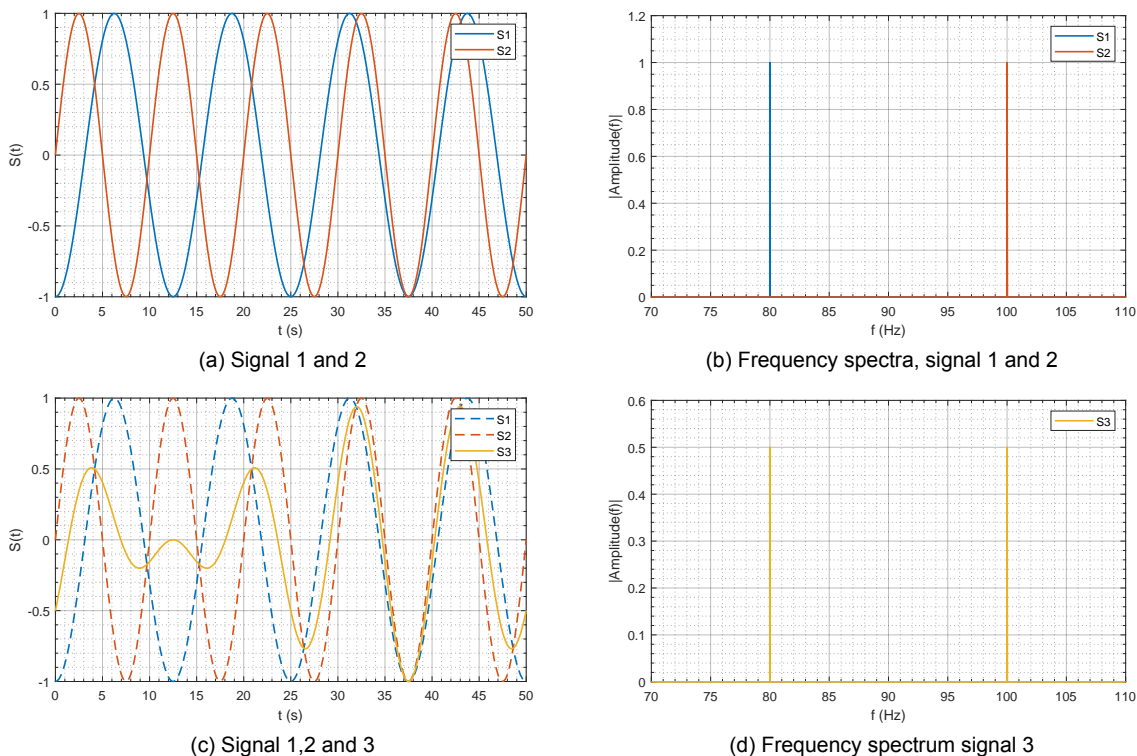 S(t)
1
0.5
0
-0.5
-1
S1
S2
0 5 10 15 20 25 30 35 40 45 50
t (s)
(a) Signal 1 and 2
|Amplitude(f)|
1.2
1
0.8
0.6
0.4
0.2
0
S1
S2
70 75 80 85 90 95 100 105 110
f (Hz)
(b) Frequency spectra, signal 1 and 2
S(t)
1
0.5
0
-0.5
-1
S1
S2
S3
0 5 10 15 20 25 30 35 40 45 50
t (s)
(c) Signal 1,2 and 3
|Amplitude(f)|
0.6
0.5
0.4
0.3
0.2
0.1
0
S3
70 75 80 85 90 95 100 105 110
f (Hz)
(d) Frequency spectrum signal 3